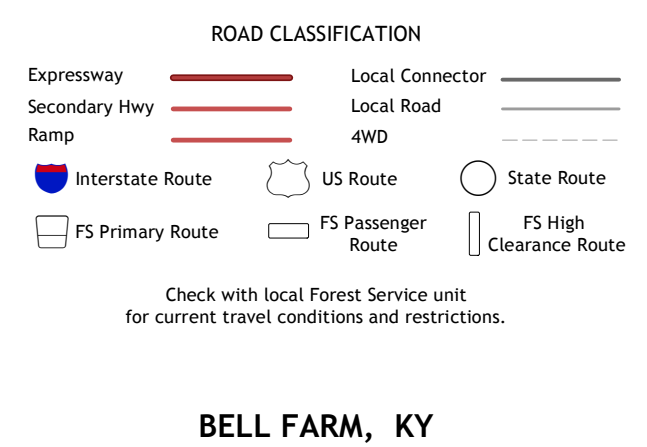 ROAD CLASSIFICATION
Expressway
Local Connector
Secondary Hwy
Local Road
Ramp
4WD
Interstate Route
US Route
State Route
FS Primary Route
FS Passenger
Route
FS High
Clearance Route
Check with local Forest Service unit
for current travel conditions and restrictions.
BELL FARM, KY